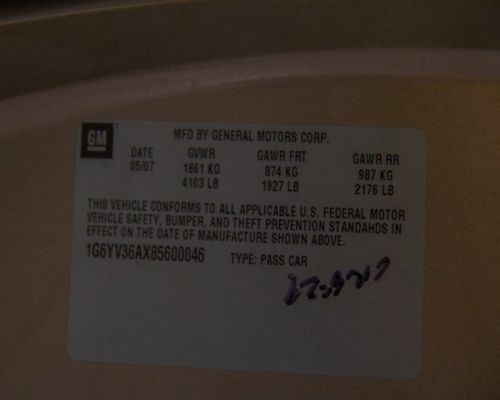 GM
MFD BY GENERAL MOTORS CORP.
DATE GVWR GAWR FRT GAWR RR
05/07 1861 KG 874 KG 987 KG
4103 LB 1927 LB 2176 LB
THIS VEHICLE CONFORMS TO ALL APPLICABLE U.S. FEDERAL MOTOR
VEHICLE SAFETY, BUMPER, AND THEFT PREVENTION STANDARDS IN
EFFECT ON THE DATE OF MANUFACTURE SHOWN ABOVE.
1G6YV36AX85600046 TYPE: PASS CAR